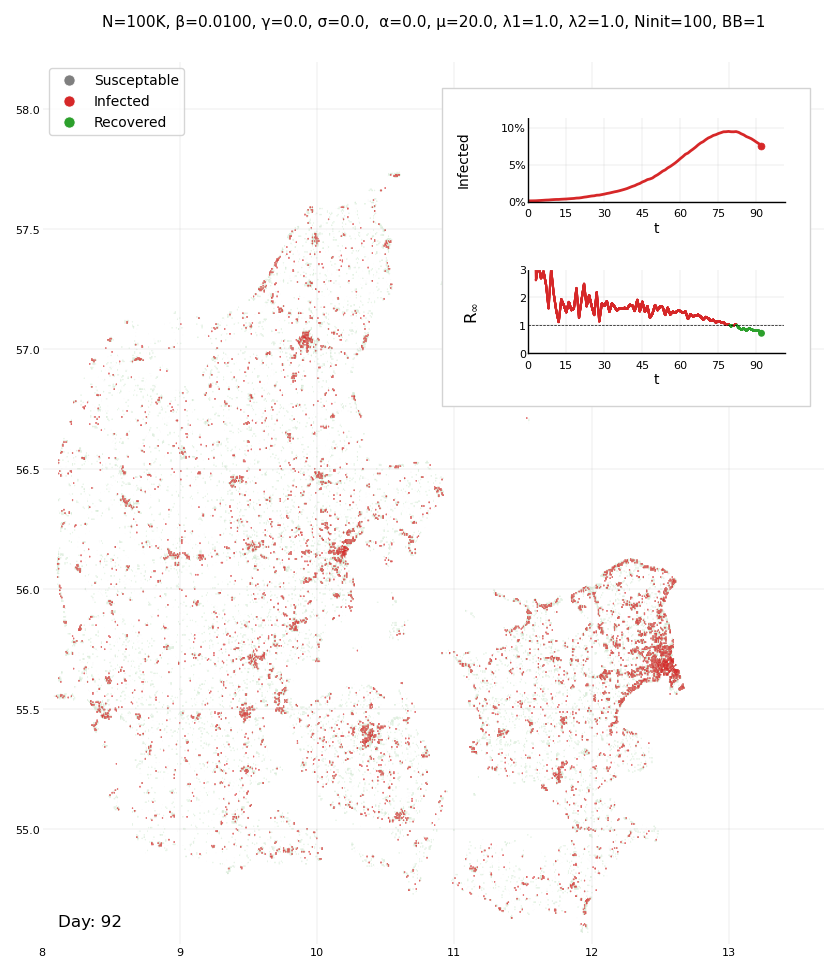 N=100K, β=0.0100, γ=0.0, σ=0.0,  α=0.0, μ=20.0, λ1=1.0, λ2=1.0, Ninit=100, BB=1
Susceptable
Infected
Recovered
Infected
10%
5%
0%
0 15 30 45 60 75 90
t
R∞
3
2
1
0
0 15 30 45 60 75 90
t
58.0
57.5
57.0
56.5
56.0
55.5
55.0
Day: 92
8 9 10 11 12 13